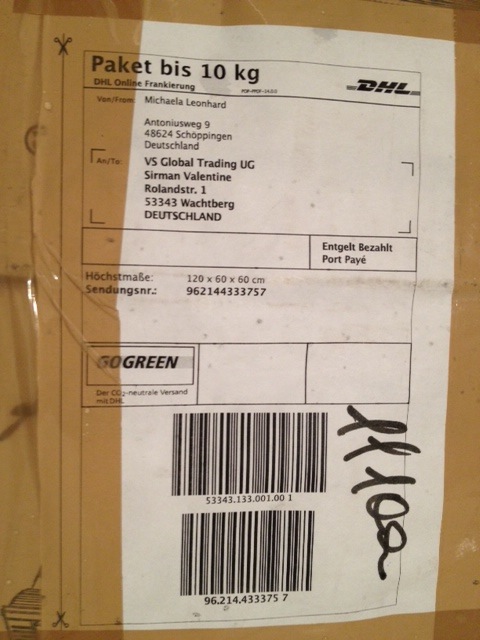 Paket bis 10 kg
DHL Online Frankierung
DHL
Von/From: Michaela Leonhard
Antoniusweg 9
48624 Schöppingen
Deutschland
An/To: VS Global Trading UG
Sirman Valentine
Rolandstr. 1
53343 Wachtberg
DEUTSCHLAND
Entgelt Bezahlt
Port Payé
Höchstmaße: 120 x 60 x 60 cm
Sendungsnr.: 962144333757
GOGREEN
Der CO2-neutrale Versand
mit DHL
53343.133.001.00 1
96.214.433375 7